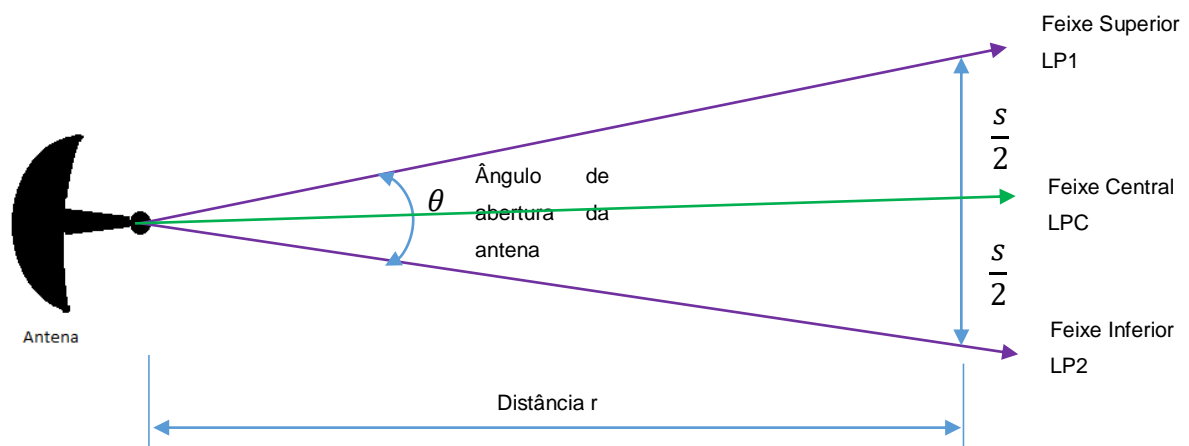 Feixe Superior
LP1
s
2
Ângulo de
θ
abertura da
antena
Feixe Central
LPC
s
2
Antena
Feixe Inferior
LP2
Distância r